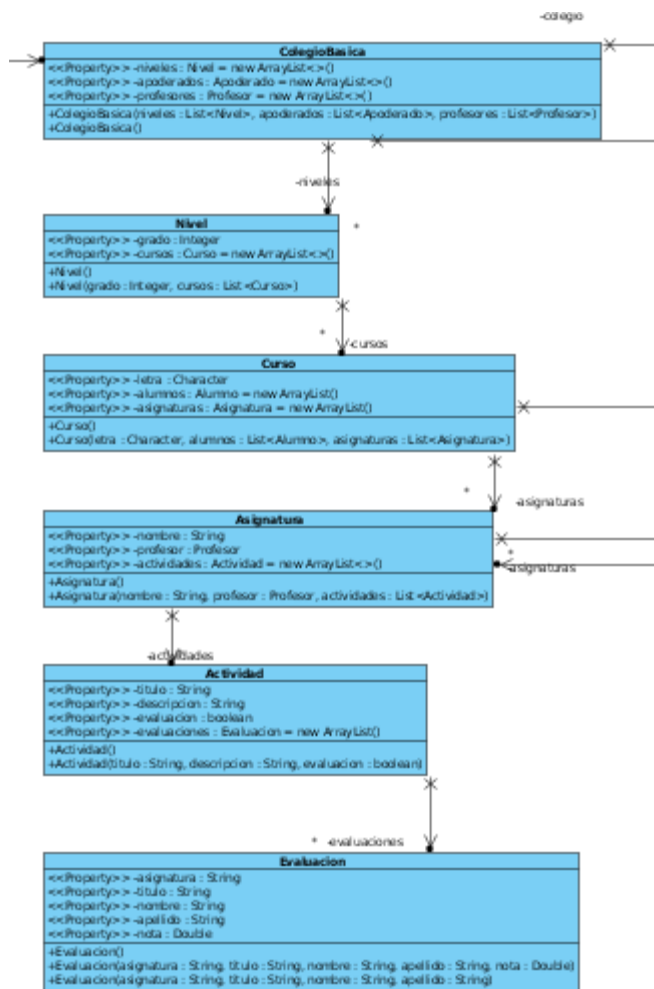 -colegio
ColegioBasica
<<Property>> -niveles : Nivel = new ArrayList<>()
<<Property>> -apoderados : Apoderado = new ArrayList<>()
<<Property>> -profesores : Profesor = new ArrayList<>()
+ColegioBasica(niveles : List<Nivel>, apoderados : List<Apoderado>, profesores : List<Profesor>)
+ColegioBasica()
-niveles
*
Nivel
<<Property>> -grado : Integer
<<Property>> -cursos : Curso = new ArrayList<>()
+Nivel()
+Nivel(grado : Integer, cursos : List<Curso>)
*
-cursos
Curso
<<Property>> -letra : Character
<<Property>> -alumnos : Alumno = new ArrayList()
<<Property>> -asignaturas : Asignatura = new ArrayList()
+Curso()
+Curso(letra : Character, alumnos : List<Alumno>, asignaturas : List<Asignatura>)
*
-asignaturas
Asignatura
<<Property>> -nombre : String
<<Property>> -profesor : Profesor
<<Property>> -actividades : Actividad = new ArrayList<>()
+Asignatura()
+Asignatura(nombre : String, profesor : Profesor, actividades : List<Actividad>)
*
-asignaturas
-actividades
Actividad
<<Property>> -titulo : String
<<Property>> -descripcion : String
<<Property>> -evaluacion : boolean
<<Property>> -evaluaciones : Evaluacion = new ArrayList()
+Actividad()
+Actividad(titulo : String, descripcion : String, evaluacion : boolean)
* -evaluaciones
Evaluacion
<<Property>> -asignatura : String
<<Property>> -titulo : String
<<Property>> -nombre : String
<<Property>> -apellido : String
<<Property>> -nota : Double
+Evaluacion()
+Evaluacion(asignatura : String, titulo : String, nombre : String, apellido : String, nota : Double)
+Evaluacion(asignatura : String, titulo : String, nombre : String, apellido : String)